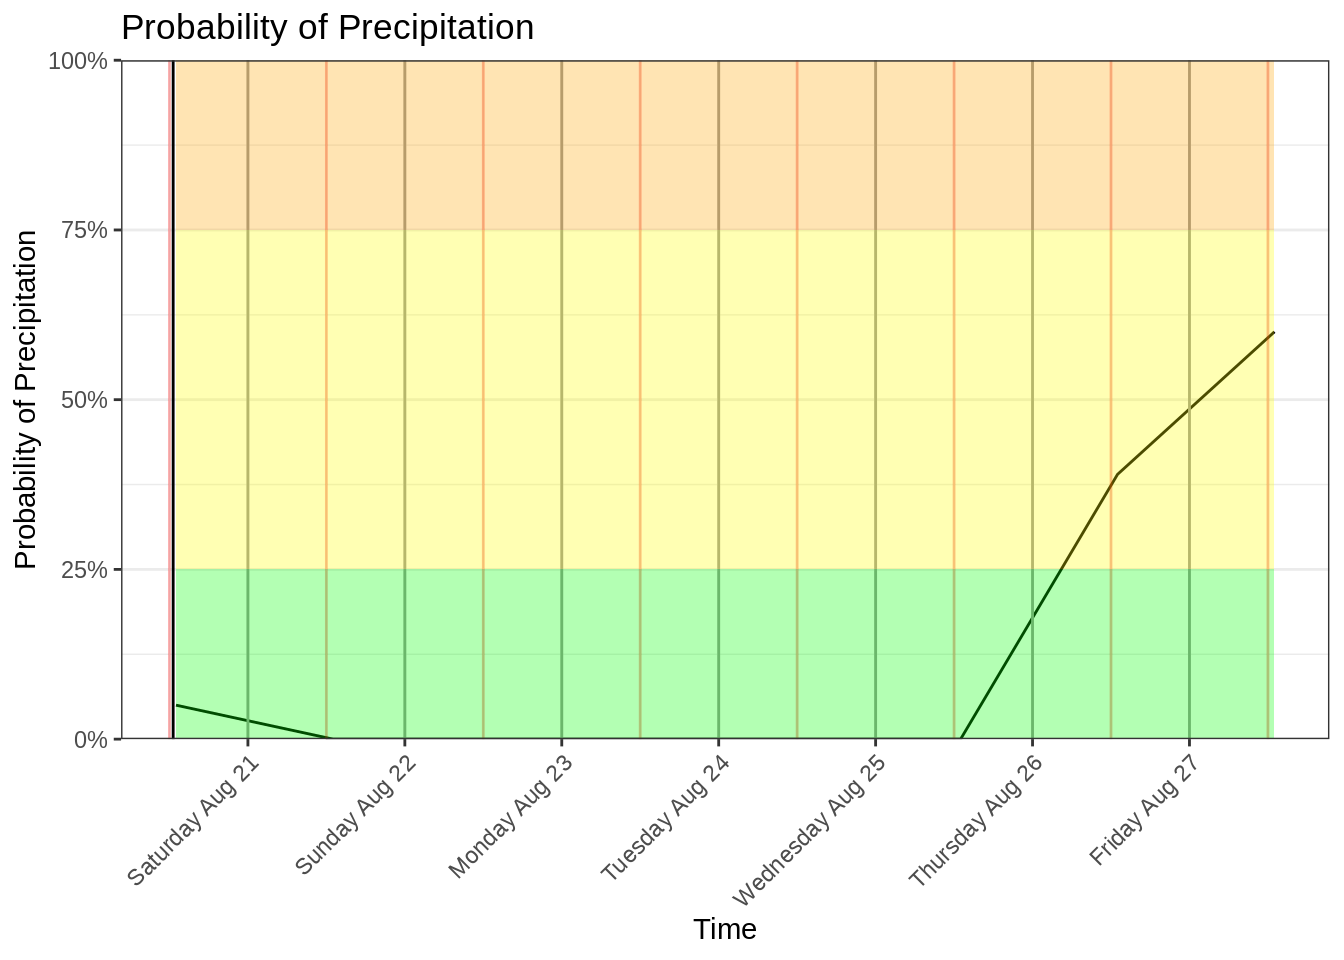 Probability of Precipitation
Probability of Precipitation
100%
75%
50%
25%
0%
Saturday Aug 21
Sunday Aug 22
Monday Aug 23
Tuesday Aug 24
Wednesday Aug 25
Thursday Aug 26
Friday Aug 27
Time